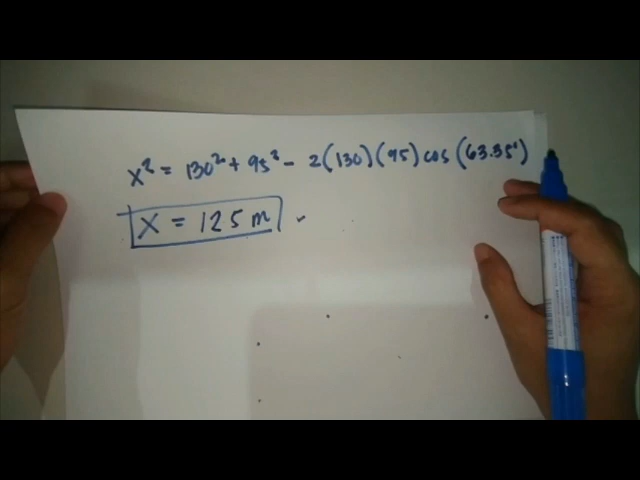 x² = 130² + 95² - 2(130)(95) cos (63.35°)
X = 125 m